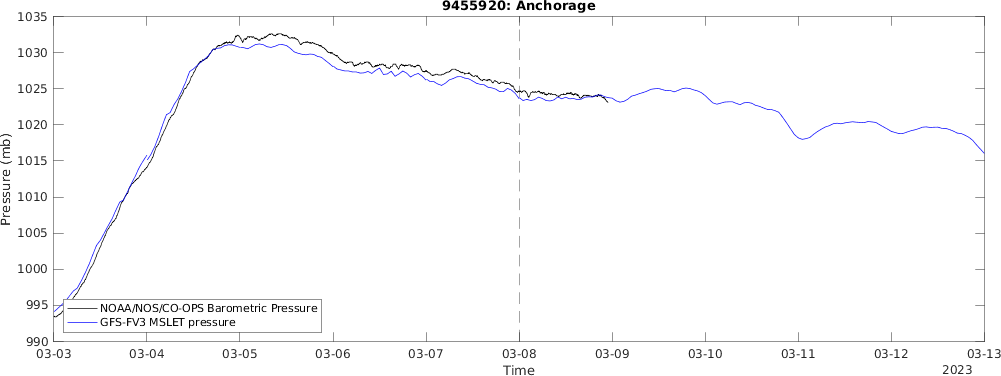 9455920: Anchorage
1035
1030
1025
1020
1015
1010
1005
1000
995
990
Pressure (mb)
NOAA/NOS/CO-OPS Barometric Pressure
GFS-FV3 MSLET pressure
03-03 03-04 03-05 03-06 03-07 03-08 03-09 03-10 03-11 03-12 03-13
Time
2023